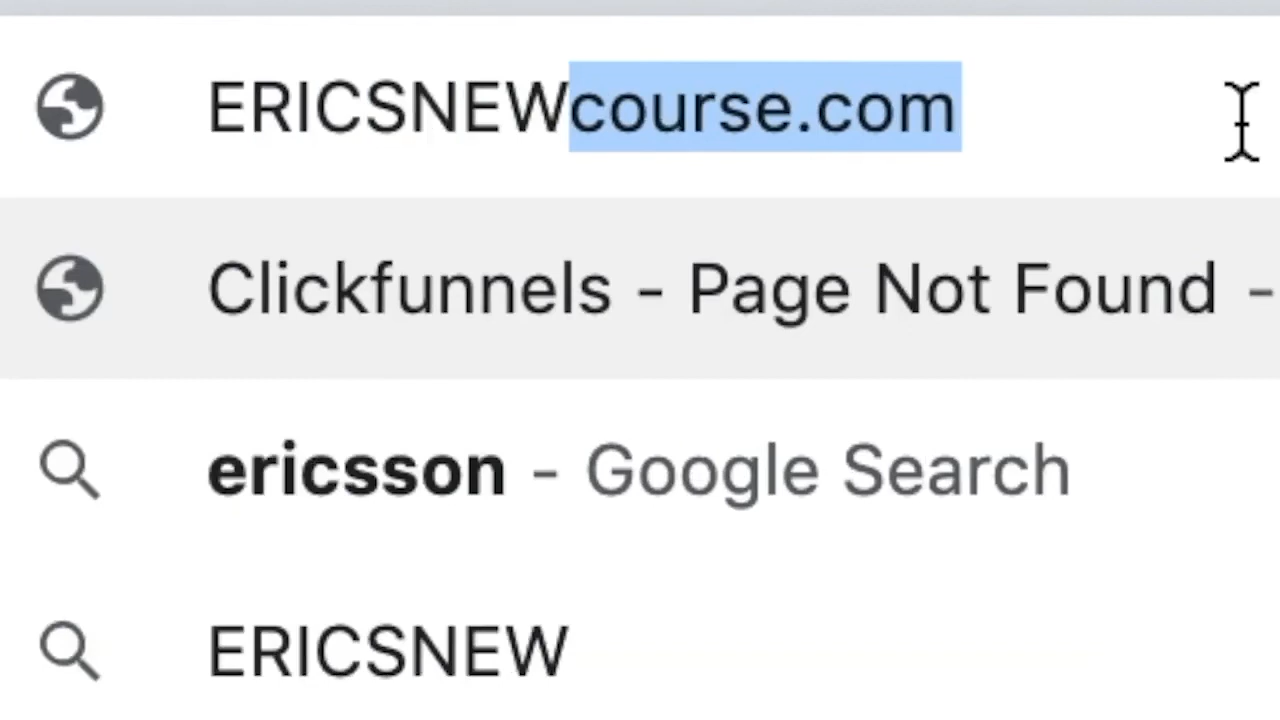 ERICSNEWcourse.com
Clickfunnels - Page Not Found -
ericsson - Google Search
ERICSNEW